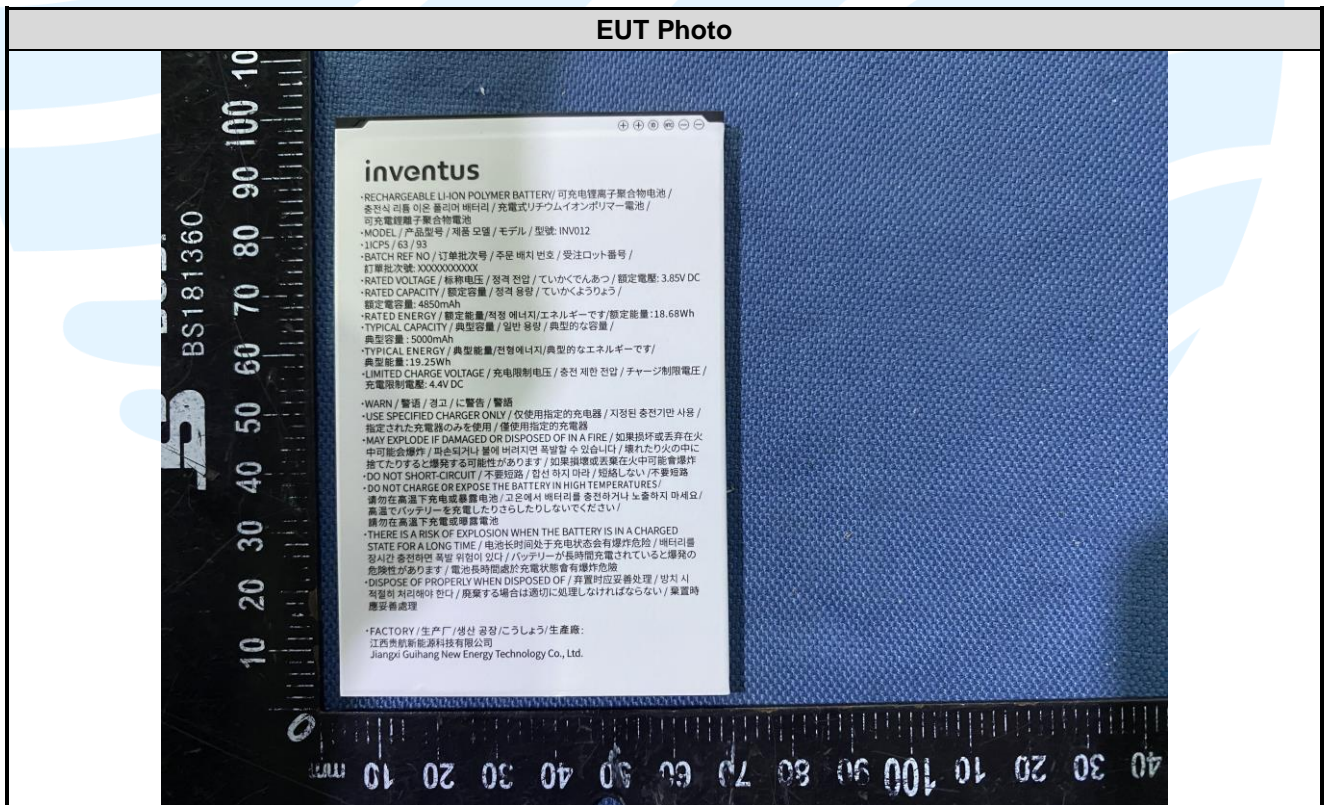 EUT Photo
inventus
·RECHARGEABLE LI-ION POLYMER BATTERY/ 可充电锂离子聚合物电池 /
충전식 리튬 이온 폴리머 배터리 / 充電式リチウムイオンポリマー電池 /
可充電鋰離子聚合物電池
·MODEL / 产品型号 / 제품 모델 / モデル / 型號: INV012
·1ICP5 / 63 / 93
·BATCH REF NO / 订单批次号 / 주문 배치 번호 / 受注ロット番号 /
訂單批次號: XXXXXXXXXXX
·RATED VOLTAGE / 标称电压 / 정격 전압 / ていかくでんあつ / 額定電壓: 3.85V DC
·RATED CAPACITY / 额定容量 / 정격 용량 / ていかくようりょう /
額定電容量: 4850mAh
·RATED ENERGY / 額定能量/적정 에너지/エネルギーです/額定能量:18.68Wh
·TYPICAL CAPACITY / 典型容量 / 일반 용량 / 典型的な容量 /
典型容量 : 5000mAh
·TYPICAL ENERGY / 典型能量/전형에너지/典型的なエネルギーです/
典型能量:19.25Wh
·LIMITED CHARGE VOLTAGE / 充电限制电压 / 충전 제한 전압 / チャージ制限電圧 /
充電限制電壓: 4.4V DC
·WARN / 警语 / 경고 / に警告 / 警語
·USE SPECIFIED CHARGER ONLY / 仅使用指定的充电器 / 지정된 충전기만 사용 /
指定された充電器のみを使用 / 僅使用指定的充電器
·MAY EXPLODE IF DAMAGED OR DISPOSED OF IN A FIRE / 如果损坏或丢弃在火
中可能会爆炸 / 파손되거나 불에 버려지면 폭발할 수 있습니다 / 壊れたり火の中に
捨てたりすると爆発する可能性があります / 如果損壞或丟棄在火中可能會爆炸
·DO NOT SHORT-CIRCUIT / 不要短路 / 합선 하지 마라 / 短絡しない /不要短路
·DO NOT CHARGE OR EXPOSE THE BATTERY IN HIGH TEMPERATURES/
请勿在高温下充电或暴露电池 /고온에서 배터리를 충전하거나 노출하지 마세요/
高温でバッテリーを充電したりさらしたりしないでください /
請勿在高溫下充電或曝露電池
·THERE IS A RISK OF EXPLOSION WHEN THE BATTERY IS IN A CHARGED
STATE FOR A LONG TIME / 电池长时间处于充电状态会有爆炸危险 / 배터리를
장시간 충전하면 폭발 위험이 있다 / バッテリーが長時間充電されていると爆発の
危険性があります / 電池長時間處於充電狀態會有爆炸危險
·DISPOSE OF PROPERLY WHEN DISPOSED OF / 弃置时应妥善处理 / 방치 시
적절히 처리해야 한다 / 廃棄する場合は適切に処理しなければならない / 棄置時
應妥善處理
·FACTORY/生产厂/생산 공장/こうしょう/生產廠:
江西贵航新能源科技有限公司
Jiangxi Guihang New Energy Technology Co., Ltd.
BS181360
10 20 30 40 50 60 70 80 90 100 10
0
mm 10 20 30 40 50 60 70 80 90 100 10 20 30 40